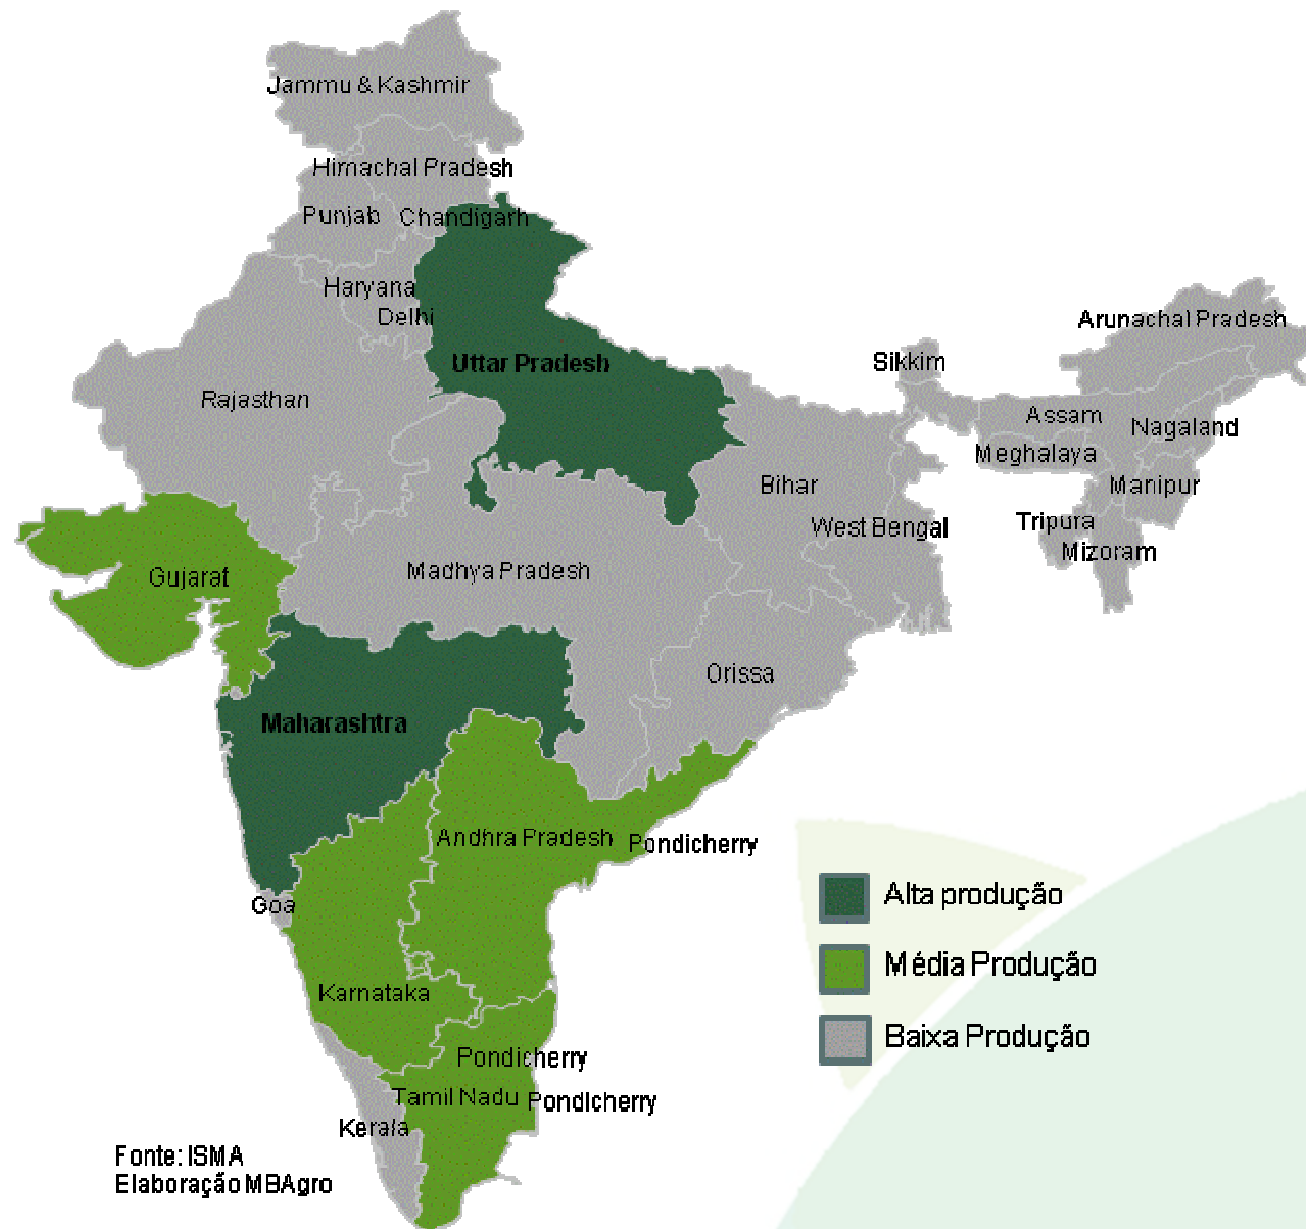 Jammu & Kashmir
Himachal Pradesh
Punjab
Chandigarh
Haryana
Delhi
Uttar Pradesh
Rajasthan
Sikkim
Arunachal Pradesh
Assam
Nagaland
Meghalaya
Manipur
Tripura
Mizoram
Bihar
West Bengal
Gujarat
Madhya Pradesh
Orissa
Maharashtra
Andhra Pradesh
Pondicherry
Goa
Karnataka
Pondicherry
Tamil Nadu
Pondicherry
Kerala
Alta produção
Média Produção
Baixa Produção
Fonte: ISMA
Elaboração MBAgro